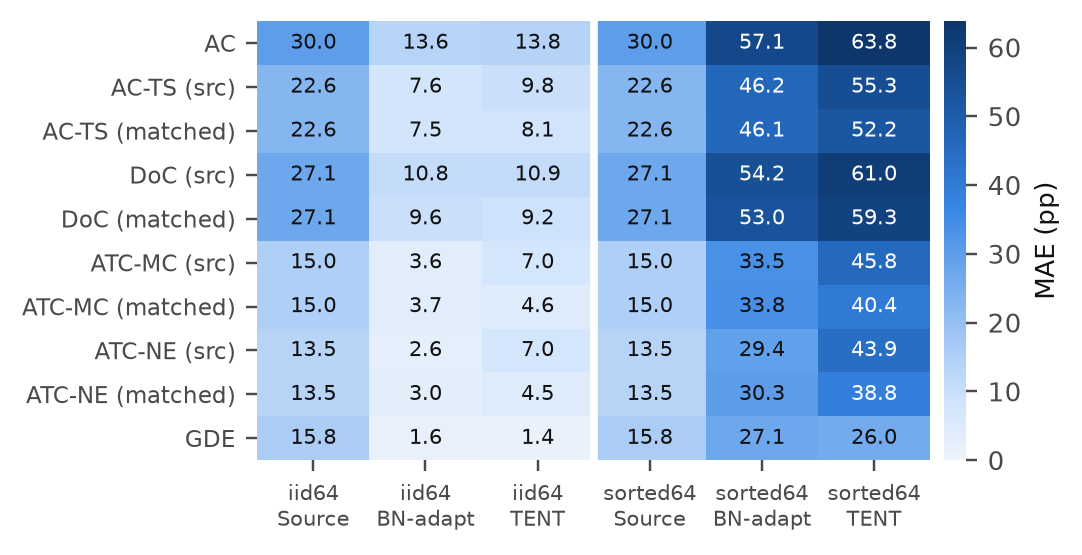 AC 30.0 13.6 13.8 30.0 57.1 63.8
AC-TS (src) 22.6 7.6 9.8 22.6 46.2 55.3
AC-TS (matched) 22.6 7.5 8.1 22.6 46.1 52.2
DoC (src) 27.1 10.8 10.9 27.1 54.2 61.0
DoC (matched) 27.1 9.6 9.2 27.1 53.0 59.3
ATC-MC (src) 15.0 3.6 7.0 15.0 33.5 45.8
ATC-MC (matched) 15.0 3.7 4.6 15.0 33.8 40.4
ATC-NE (src) 13.5 2.6 7.0 13.5 29.4 43.9
ATC-NE (matched) 13.5 3.0 4.5 13.5 30.3 38.8
GDE 15.8 1.6 1.4 15.8 27.1 26.0
iid64 iid64 iid64 sorted64 sorted64 sorted64
Source BN-adapt TENT Source BN-adapt TENT
60
50
40
30
20
10
0
MAE (pp)